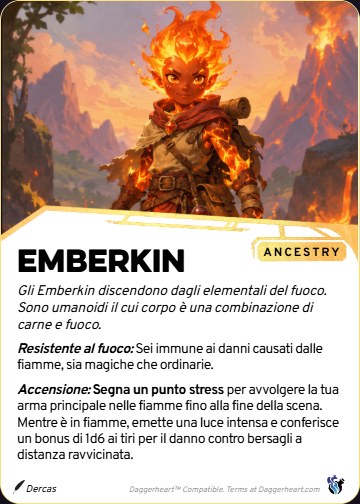 EMBERKIN
ANCESTRY
Gli Emberkin discendono dagli elementali del fuoco.
Sono umanoidi il cui corpo è una combinazione di
carne e fuoco.
Resistente al fuoco: Sei immune ai danni causati dalle
fiamme, sia magiche che ordinarie.
Accensione: Segna un punto stress per avvolgere la tua
arma principale nelle fiamme fino alla fine della scena.
Mentre è in fiamme, emette una luce intensa e conferisce
un bonus di 1d6 ai tiri per il danno contro bersagli a
distanza ravvicinata.
Dercas
Daggerheart™ Compatible. Terms at Daggerheart.com